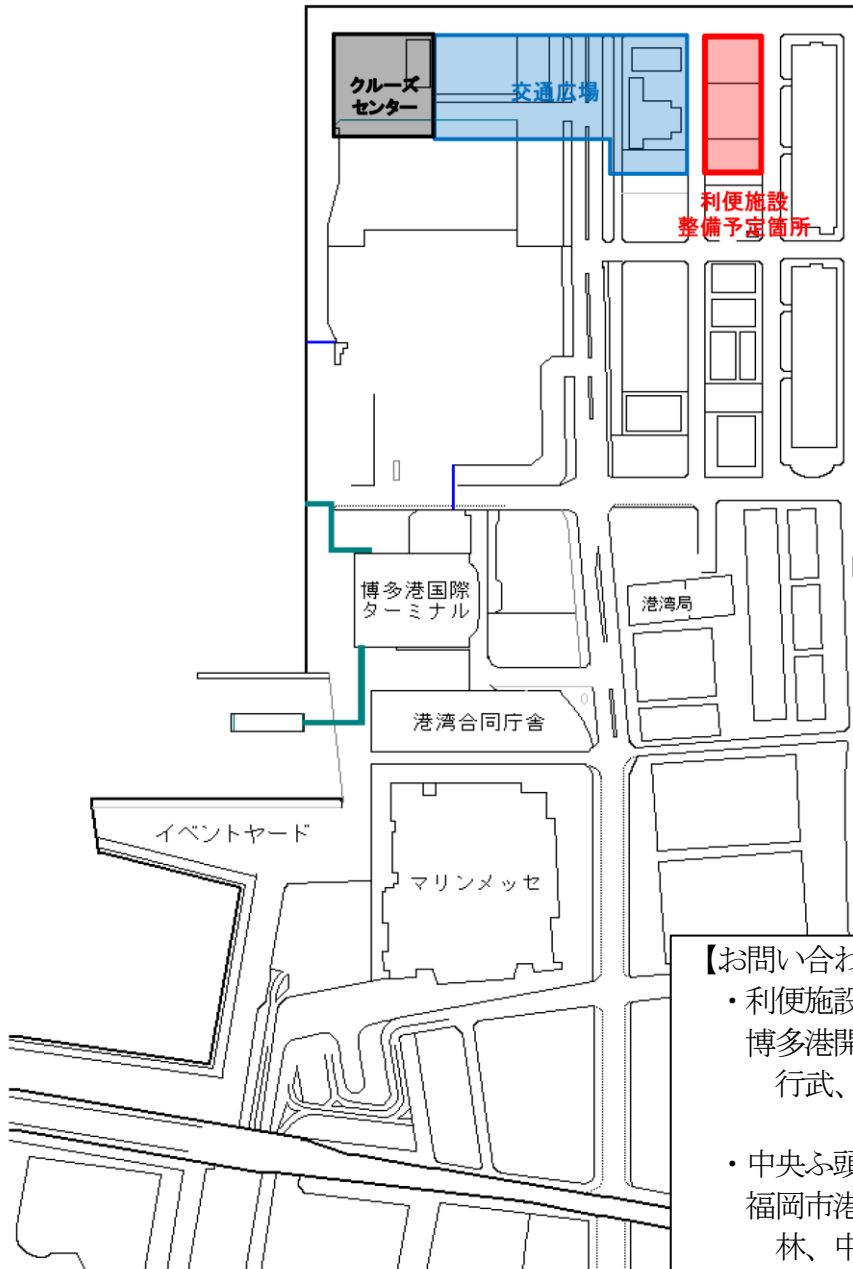 クルーズ
センター
交通広場
利便施設
整備予定箇所
博多港国際
ターミナル
港湾局
港湾合同庁舎
イベントヤード
マリンメッセ
【お問い合わ
・利便施設
博多港開
行武、
・中央ふ頭
福岡市港
林、中